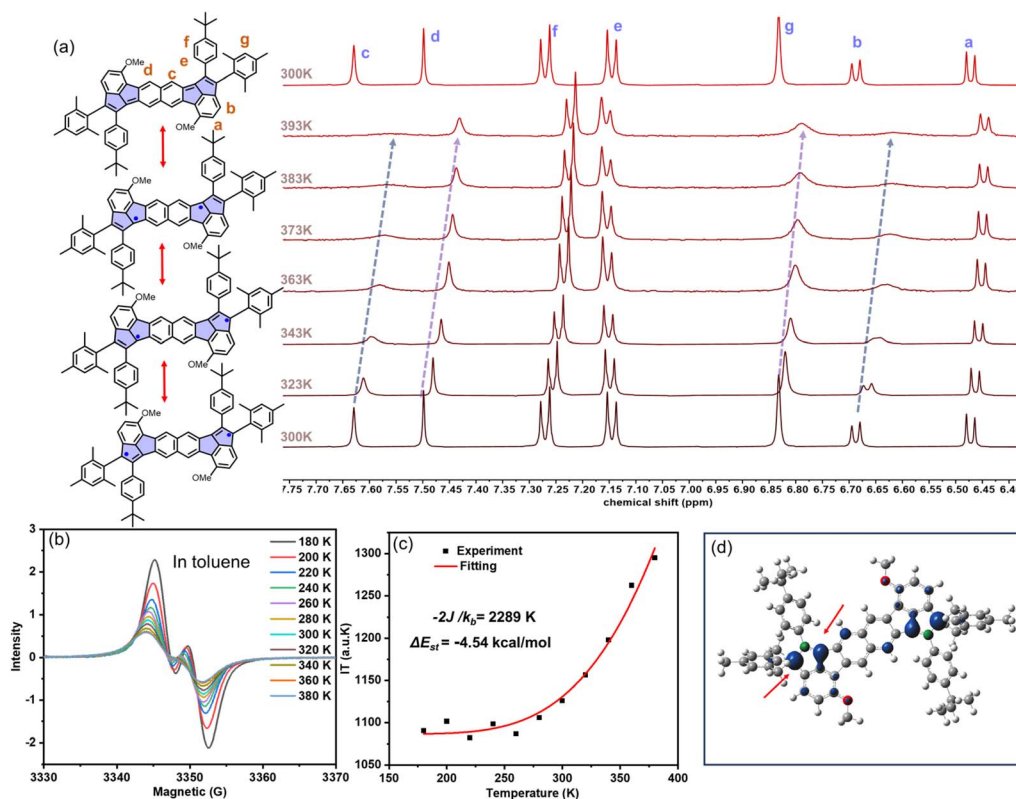 (a)
OMe
OMe
a
b
c
d
e
f
g
OMe
OMe
OMe
OMe
OMe
OMe
c
d
f
e
g
b
a
300K
393K
383K
373K
363K
343K
323K
300K
7.75 7.70 7.65 7.60 7.55 7.50 7.45 7.40 7.35 7.30 7.25 7.20 7.15 7.10 7.05 7.00 6.95 6.90 6.85 6.80 6.75 6.70 6.65 6.60 6.55 6.50 6.45 6.40
chemical shift (ppm)
(b)
In toluene
180 K
200 K
220 K
240 K
260 K
280 K
300 K
320 K
340 K
360 K
380 K
Intensity
3
2
1
0
-1
-2
3330 3340 3350 3360 3370
Magnetic (G)
(c)
Experiment
Fitting
-2J /kb= 2289 K
ΔEst= -4.54 kcal/mol
IT (a.u.K)
1300
1250
1200
1150
1100
1050
150 200 250 300 350 400
Temperature (K)
(d)